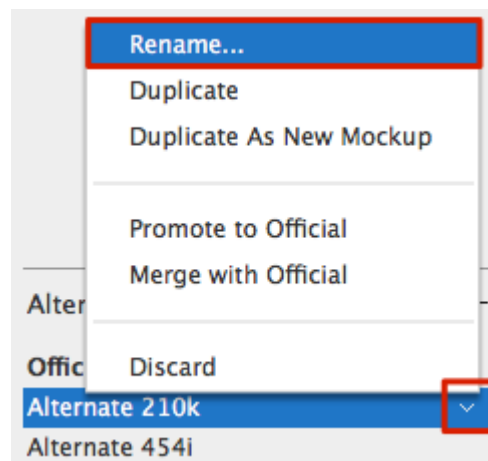 Rename...
Duplicate
Duplicate As New Mockup
Promote to Official
Merge with Official
Discard
Alter
Offic
Alternate 210k
Alternate 454i